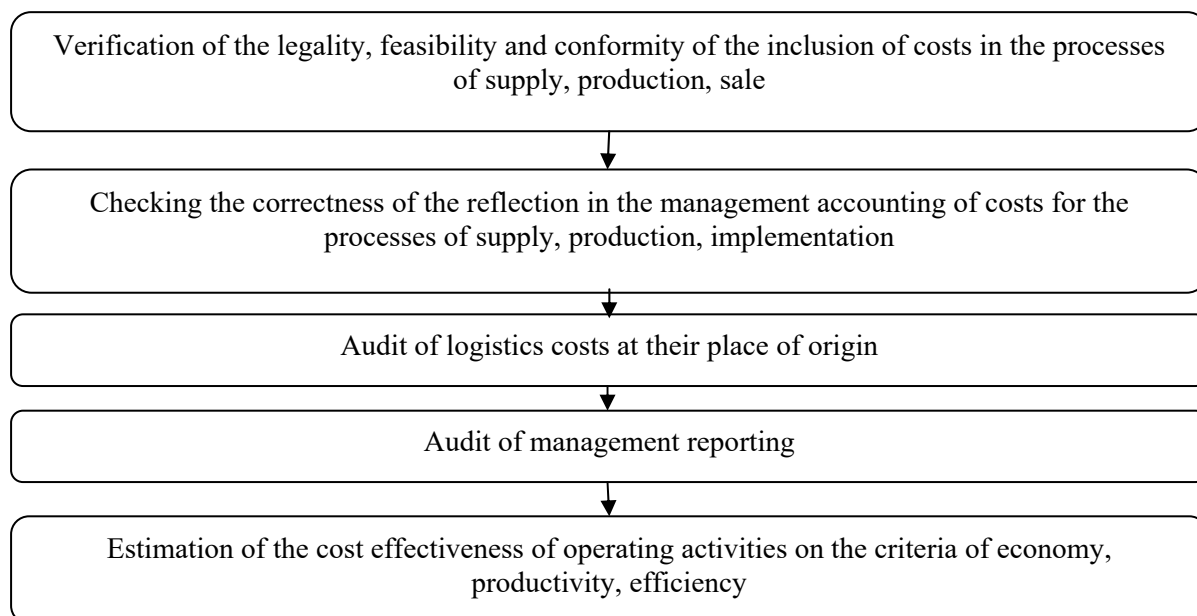 Verification of the legality, feasibility and conformity of the inclusion of costs in the processes
of supply, production, sale
Checking the correctness of the reflection in the management accounting of costs for the
processes of supply, production, implementation
Audit of logistics costs at their place of origin
Audit of management reporting
Estimation of the cost effectiveness of operating activities on the criteria of economy,
productivity, efficiency